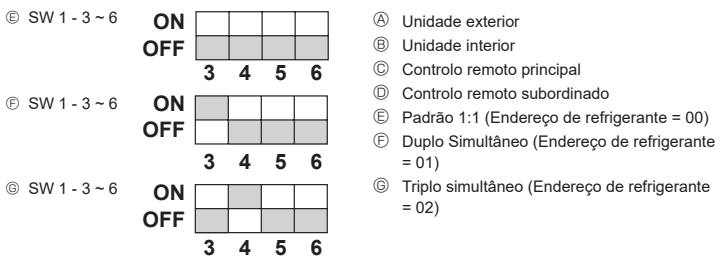 Ⓔ SW 1 - 3 ~ 6
ON
OFF
3 4 5 6
Ⓕ SW 1 - 3 ~ 6
ON
OFF
3 4 5 6
Ⓖ SW 1 - 3 ~ 6
ON
OFF
3 4 5 6
Ⓐ Unidade exterior
Ⓑ Unidade interior
Ⓒ Controlo remoto principal
Ⓓ Controlo remoto subordinado
Ⓔ Padrão 1:1 (Endereço de refrigerante = 00)
Ⓕ Duplo Simultâneo (Endereço de refrigerante
= 01)
Ⓖ Triplo simultâneo (Endereço de refrigerante
= 02)